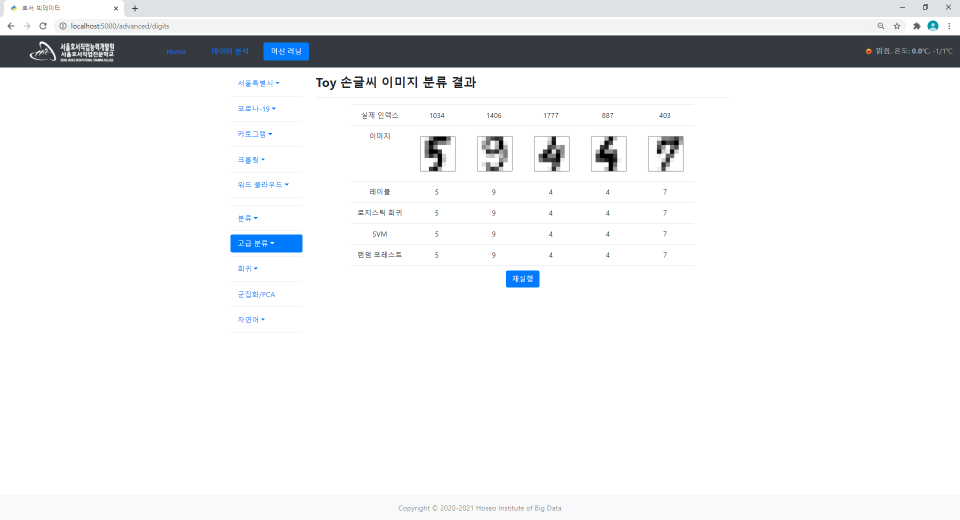 호서 빅데이터
localhost:5000/advanced/digits
서울호서직업능력개발원
서울호서직업전문학교
Home 데이터 분석 머신 러닝 맑음, 온도: 0.0℃, -1/1℃
서울특별시
코로나-19
카토그램
크롤링
워드 클라우드
분류
고급 분류
회귀
군집화/PCA
자연어
Toy 손글씨 이미지 분류 결과
실제 인덱스 1034 1406 1777 887 403
이미지
레이블 5 9 4 4 7
로지스틱 회귀 5 9 4 4 7
SVM 5 9 4 4 7
랜덤 포레스트 5 9 4 4 7
재실행
Copyright © 2020-2021 Hoseo Institute of Big Data